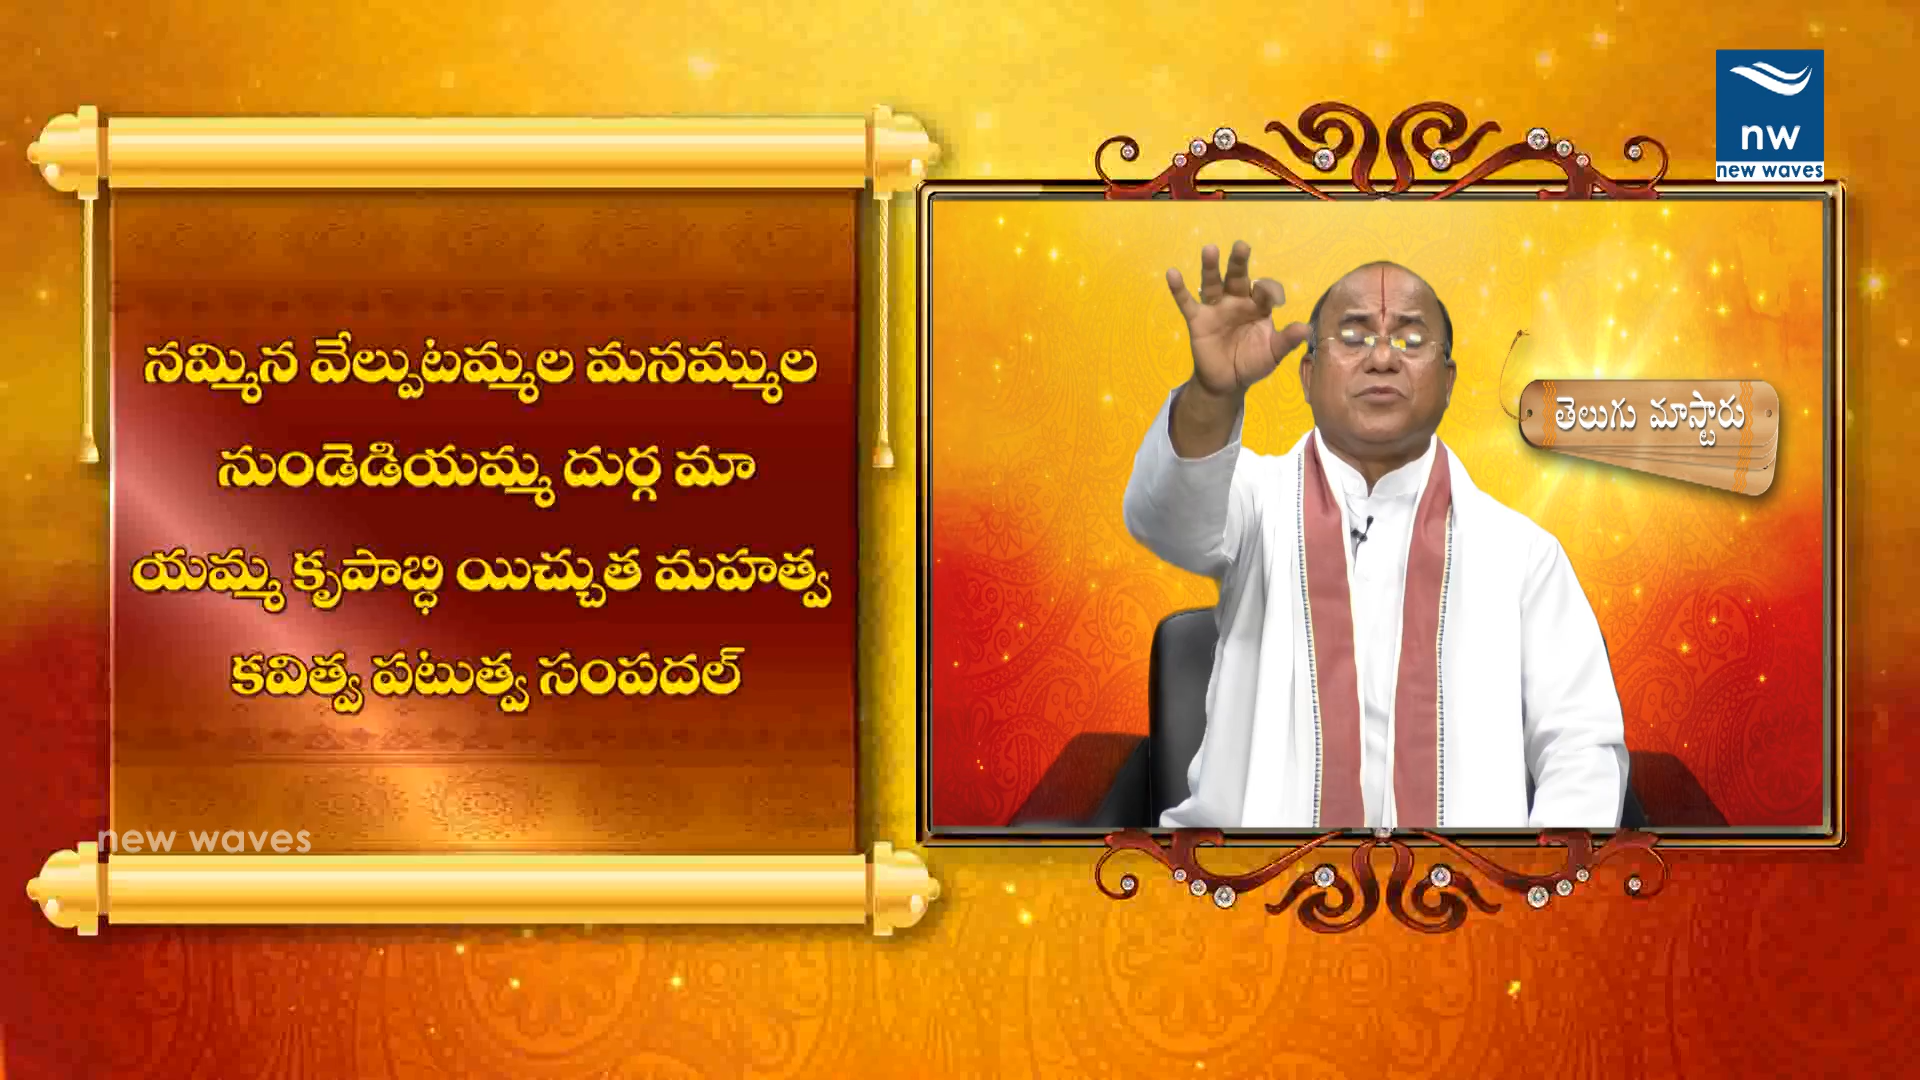 నమ్మిన వేల్పుటమ్మల మనమ్ముల
నుండెడియమ్మ దుర్గ మా
యమ్మ కృపాబ్ధి యిచ్చుత మహత్వ
కవిత్వ పటుత్వ సంపదల్
nw
new waves
తెలుగు మాస్టారు
new waves